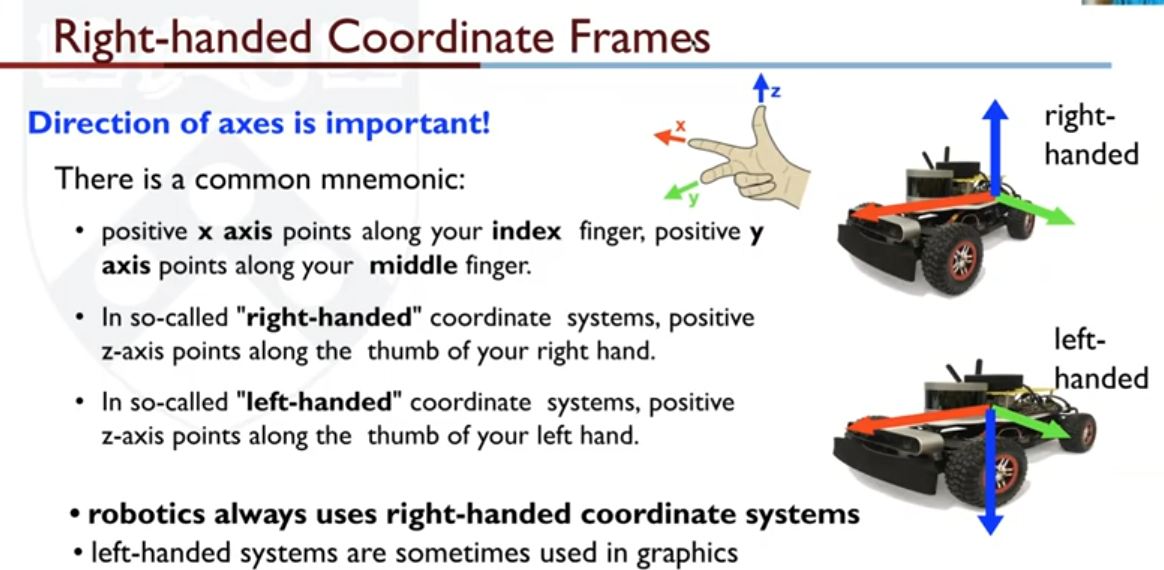 Right-handed Coordinate Frames
Direction of axes is important!
There is a common mnemonic:
• positive x axis points along your index finger, positive y
axis points along your middle finger.
• In so-called "right-handed" coordinate systems, positive
z-axis points along the thumb of your right hand.
• In so-called "left-handed" coordinate systems, positive
z-axis points along the thumb of your left hand.
• robotics always uses right-handed coordinate systems
• left-handed systems are sometimes used in graphics
z
x
y
right-
handed
left-
handed